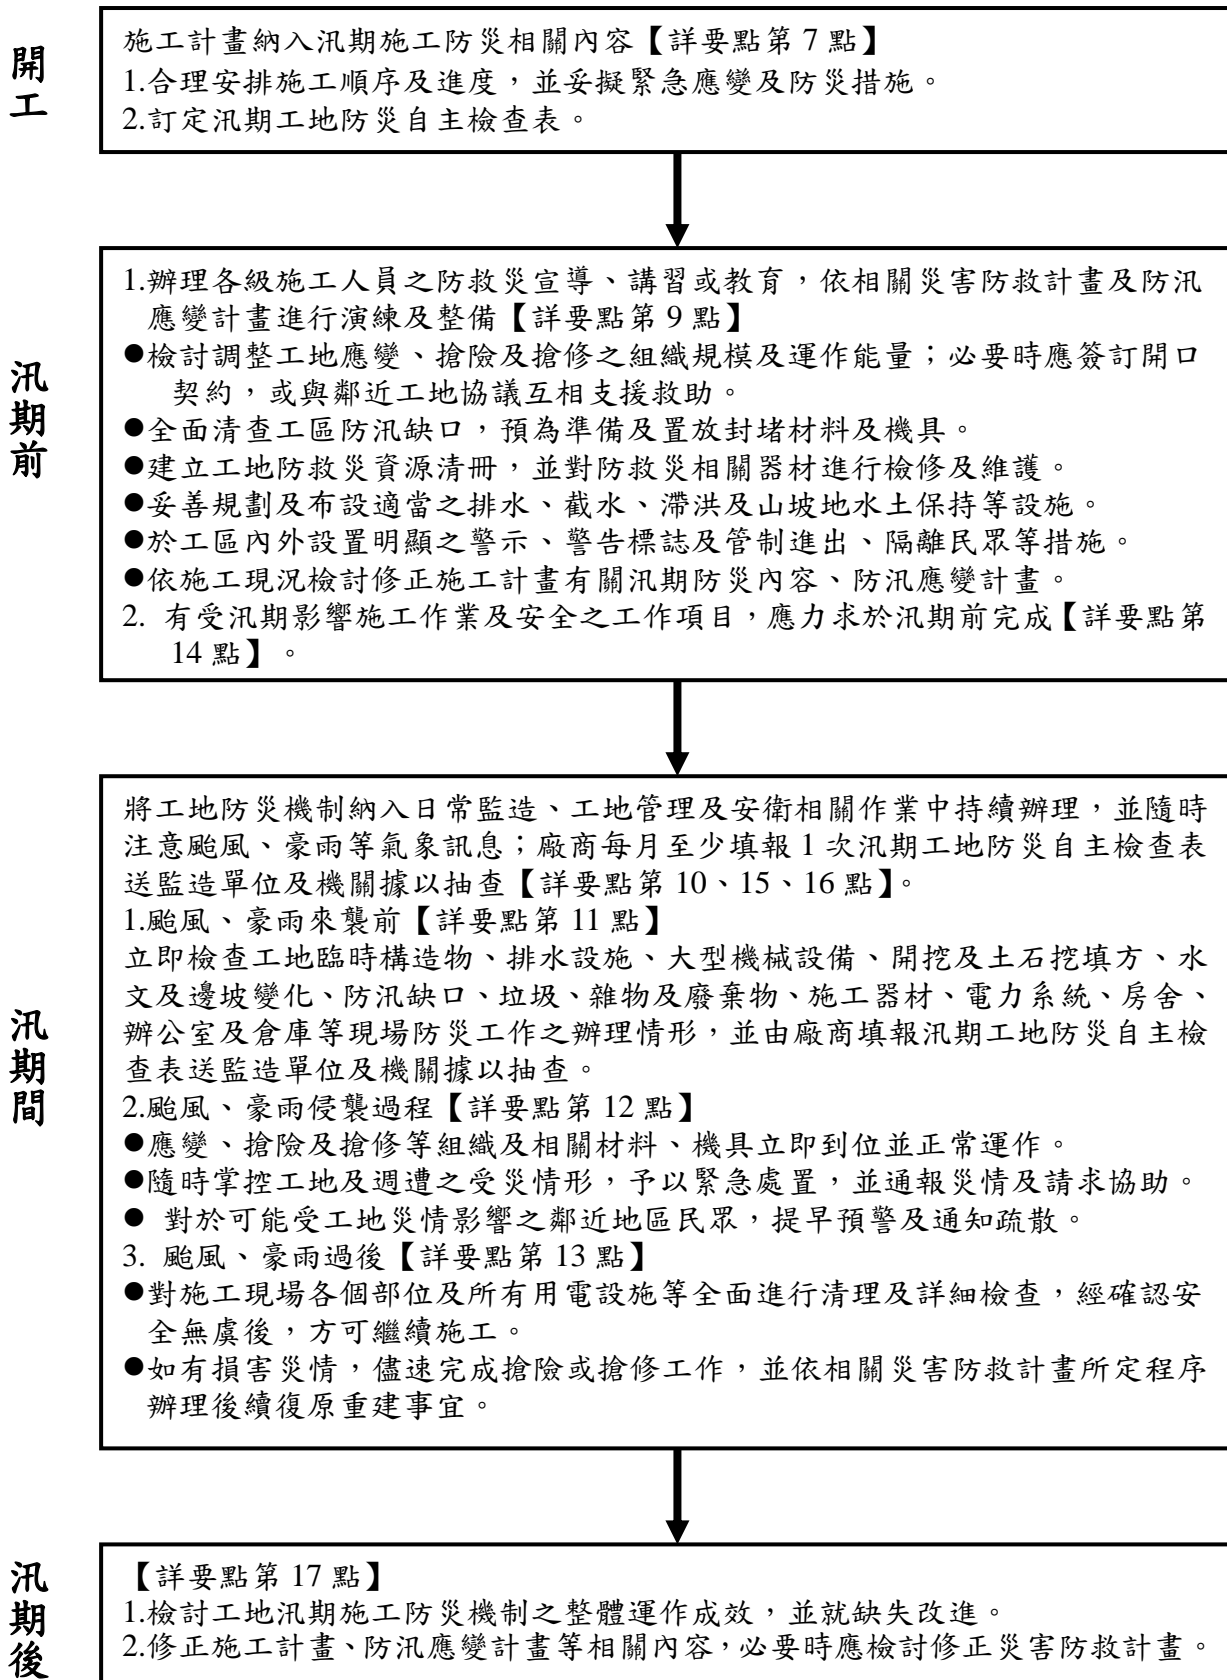 開工
施工計畫納入汛期施工防災相關內容【詳要點第 7 點】
1.合理安排施工順序及進度，並妥擬緊急應變及防災措施。
2.訂定汛期工地防災自主檢查表。
汛期前
1.辦理各級施工人員之防救災宣導、講習或教育，依相關災害防救計畫及防汛
應變計畫進行演練及整備【詳要點第 9 點】
●檢討調整工地應變、搶險及搶修之組織規模及運作能量；必要時應簽訂開口
契約，或與鄰近工地協議互相支援救助。
●全面清查工區防汛缺口，預為準備及置放封堵材料及機具。
●建立工地防救災資源清冊，並對防救災相關器材進行檢修及維護。
●妥善規劃及布設適當之排水、截水、滯洪及山坡地水土保持等設施。
●於工區內外設置明顯之警示、警告標誌及管制進出、隔離民眾等措施。
●依施工現況檢討修正施工計畫有關汛期防災內容、防汛應變計畫。
2. 有受汛期影響施工作業及安全之工作項目，應力求於汛期前完成【詳要點第
14 點】。
汛期間
將工地防災機制納入日常監造、工地管理及安衛相關作業中持續辦理，並隨時
注意颱風、豪雨等氣象訊息；廠商每月至少填報 1 次汛期工地防災自主檢查表
送監造單位及機關據以抽查【詳要點第 10、15、16 點】。
1.颱風、豪雨來襲前【詳要點第 11 點】
立即檢查工地臨時構造物、排水設施、大型機械設備、開挖及土石挖填方、水
文及邊坡變化、防汛缺口、垃圾、雜物及廢棄物、施工器材、電力系統、房舍、
辦公室及倉庫等現場防災工作之辦理情形，並由廠商填報汛期工地防災自主檢
查表送監造單位及機關據以抽查。
2.颱風、豪雨侵襲過程【詳要點第 12 點】
●應變、搶險及搶修等組織及相關材料、機具立即到位並正常運作。
●隨時掌控工地及週遭之受災情形，予以緊急處置，並通報災情及請求協助。
● 對於可能受工地災情影響之鄰近地區民眾，提早預警及通知疏散。
3. 颱風、豪雨過後【詳要點第 13 點】
●對施工現場各個部位及所有用電設施等全面進行清理及詳細檢查，經確認安
全無虞後，方可繼續施工。
●如有損害災情，儘速完成搶險或搶修工作，並依相關災害防救計畫所定程序
辦理後續復原重建事宜。
汛期後
【詳要點第 17 點】
1.檢討工地汛期施工防災機制之整體運作成效，並就缺失改進。
2.修正施工計畫、防汛應變計畫等相關內容，必要時應檢討修正災害防救計畫。